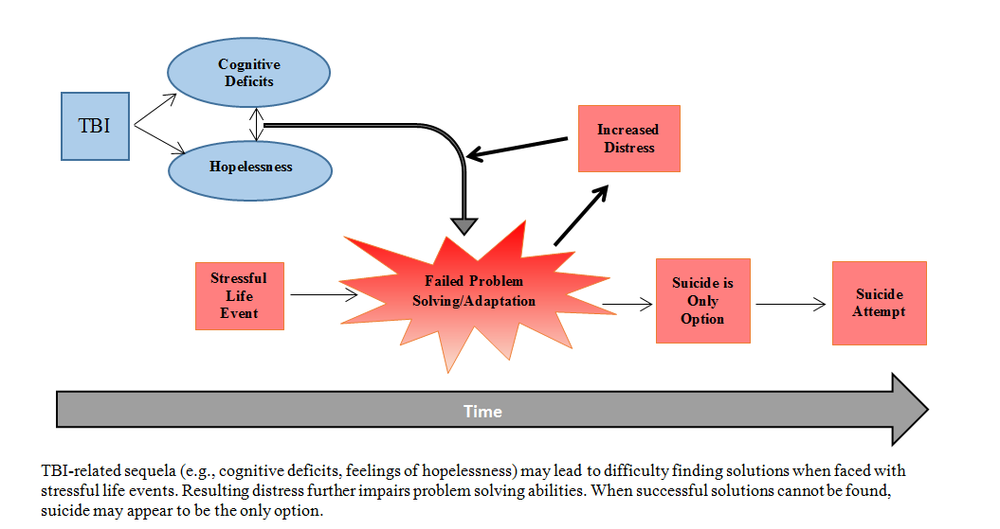 Cognitive
Deficits
TBI
Hopelessness
Increased
Distress
Stressful
Life
Event
Failed Problem
Solving/Adaptation
Suicide is
Only
Option
Suicide
Attempt
Time
TBI-related sequela (e.g., cognitive deficits, feelings of hopelessness) may lead to difficulty finding solutions when faced with
stressful life events. Resulting distress further impairs problem solving abilities. When successful solutions cannot be found,
suicide may appear to be the only option.